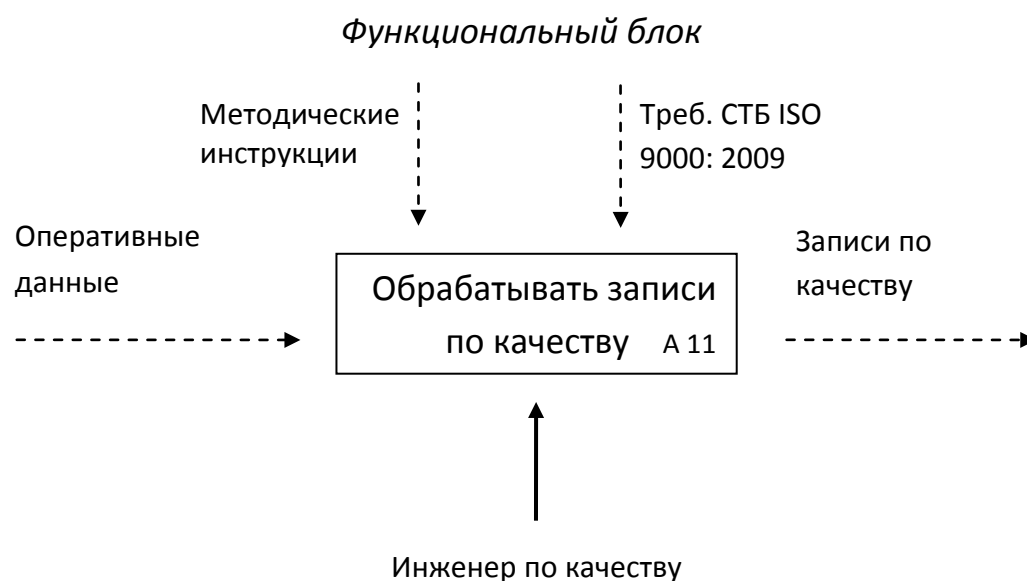 Функциональный блок
Методические
инструкции
Треб. СТБ ISO
9000: 2009
Оперативные
данные
Обрабатывать записи
по качеству А 11
Записи по
качеству
Инженер по качеству